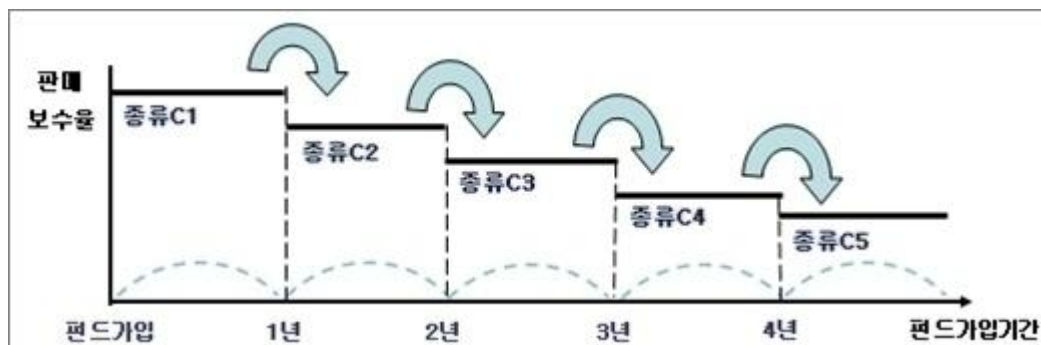 판매
보수율
종류C1
종류C2
종류C3
종류C4
종류C5
펀드가입
1년
2년
3년
4년
펀드가입기간